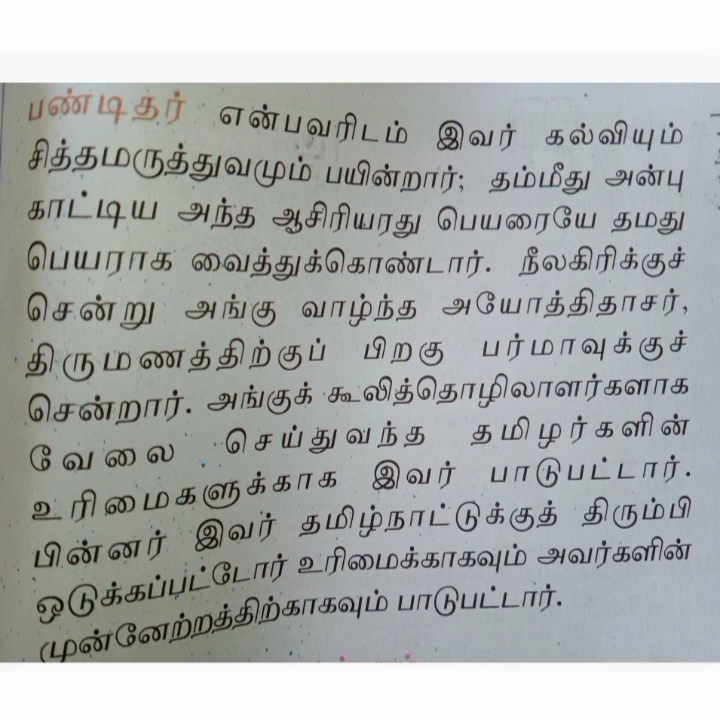 பண்டிதர் என்பவரிடம் இவர் கல்வியும்
சித்தமருத்துவமும் பயின்றார்; தம்மீது அன்பு
காட்டிய அந்த ஆசிரியரது பெயரையே தமது
பெயராக வைத்துக்கொண்டார். நீலகிரிக்குச்
சென்று அங்கு வாழ்ந்த அயோத்திதாசர்,
திருமணத்திற்குப் பிறகு பர்மாவுக்குச்
சென்றார். அங்குக் கூலித்தொழிலாளர்களாக
வேலை செய்துவந்த தமிழர்களின்
உரிமைகளுக்காக இவர் பாடுபட்டார்.
பின்னர் இவர் தமிழ்நாட்டுக்குத் திரும்பி
ஒடுக்கப்பட்டோர் உரிமைக்காகவும் அவர்களின்
முன்னேற்றத்திற்காகவும் பாடுபட்டார்.